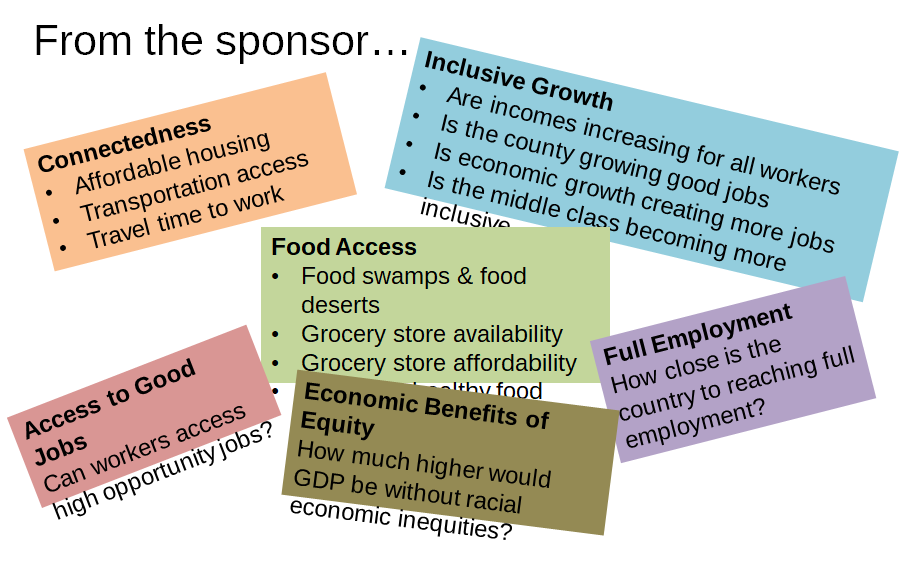 From the sponsor…
Connectedness
• Affordable housing
• Transportation access
• Travel time to work
Inclusive Growth
• Are incomes increasing for all workers
• Is the county growing good jobs
• Is economic growth creating more jobs
• Is the middle class becoming more
inclusive
Food Access
• Food swamps & food
deserts
• Grocery store availability
• Grocery store affordability
• healthy food
Full Employment
How close is the
country to reaching full
employment?
Access to Good
Jobs
Can workers access
high opportunity jobs?
Economic Benefits of
Equity
How much higher would
GDP be without racial
economic inequities?